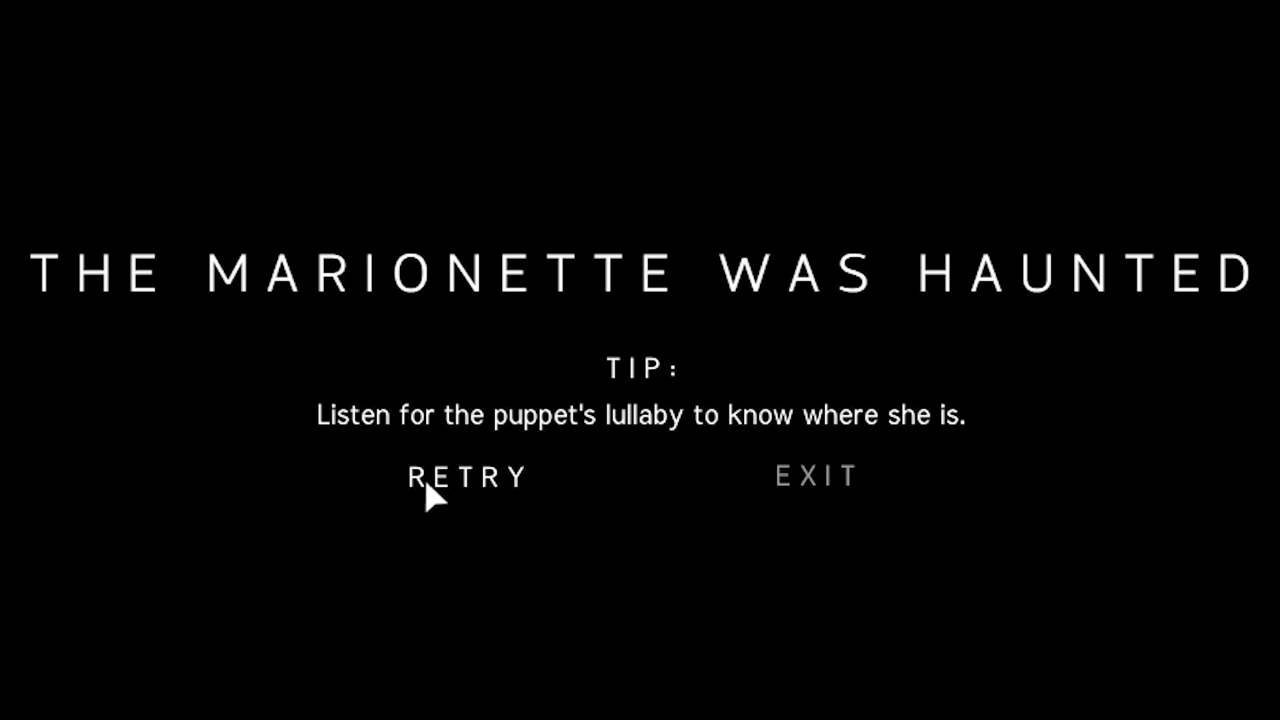 THE MARIONETTE WAS HAUNTED
TIP:
Listen for the puppet's lullaby to know where she is.
RETRY EXIT